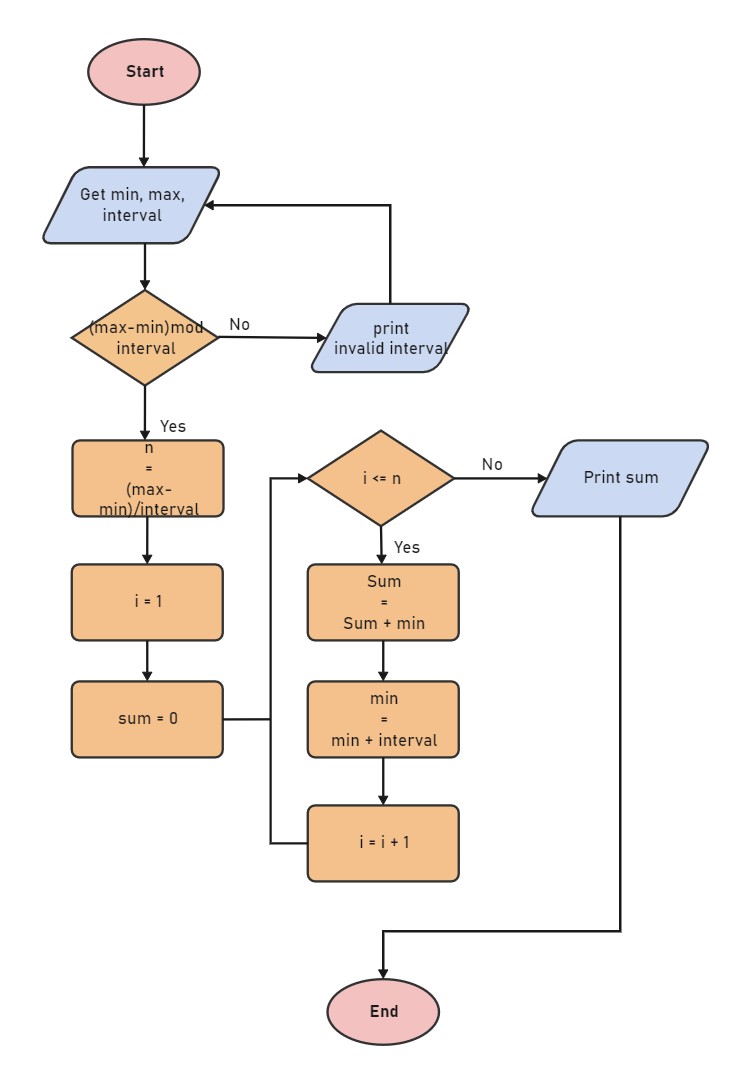 Start
Get min, max,
interval
(max-min)mod
interval
No
print
invalid interval
Yes
n
=
(max-
min)/interval
i = 1
sum = 0
i <= n
No
Print sum
Yes
Sum
=
Sum + min
min
=
min + interval
i = i + 1
End